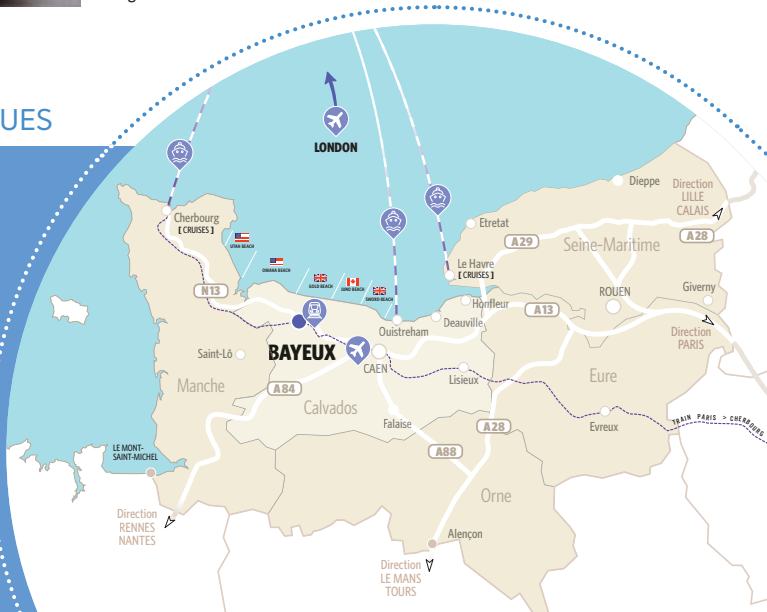 UES
LONDON
Cherbourg
[ CRUISES ]
UTAH BEACH
OMAHA BEACH
GOLD BEACH
JUNO BEACH
SWORD BEACH
Dieppe
Direction
LILLE
CALAIS
Etretat
A29
Seine-Maritime
A28
Le Havre
[ CRUISES ]
N13
Honfleur
A13
ROUEN
Giverny
Deauville
Ouistreham
Direction
PARIS
BAYEUX
Saint-Lô
CAEN
Manche
A84
Lisieux
Eure
Calvados
Falaise
A28
Evreux
TRAIN PARIS > CHERBOURG
LE MONT-
SAINT-MICHEL
A88
Orne
Direction
RENNES
NANTES
Alençon
Direction
LE MANS
TOURS